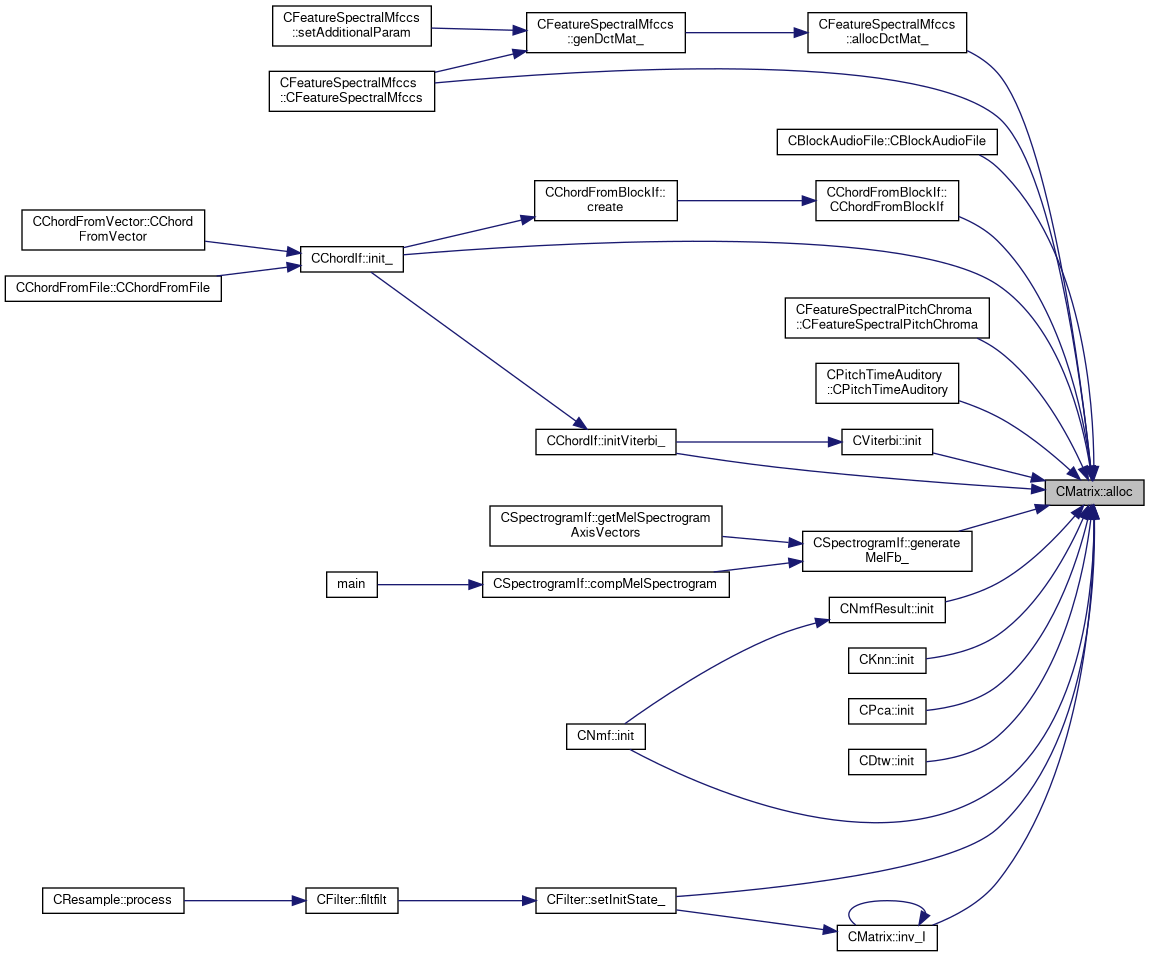 CFeatureSpectralMfccs
::setAdditionalParam
CFeatureSpectralMfccs
::genDctMat_
CFeatureSpectralMfccs
::allocDctMat_
CFeatureSpectralMfccs
::CFeatureSpectralMfccs
CBlockAudioFile::CBlockAudioFile
CChordFromBlockIf::
create
CChordFromBlockIf::
CChordFromBlockIf
CChordFromVector::CChord
FromVector
CChordIf::init_
CChordFromFile::CChordFromFile
CFeatureSpectralPitchChroma
::CFeatureSpectralPitchChroma
CPitchTimeAuditory
::CPitchTimeAuditory
CChordIf::initViterbi_
CViterbi::init
CMatrix::alloc
CSpectrogramIf::getMelSpectrogram
AxisVectors
CSpectrogramIf::generate
MelFb_
main
CSpectrogramIf::compMelSpectrogram
CNmfResult::init
CKnn::init
CPca::init
CNmf::init
CDtw::init
CResample::process
CFilter::filtfilt
CFilter::setInitState_
CMatrix::inv_I